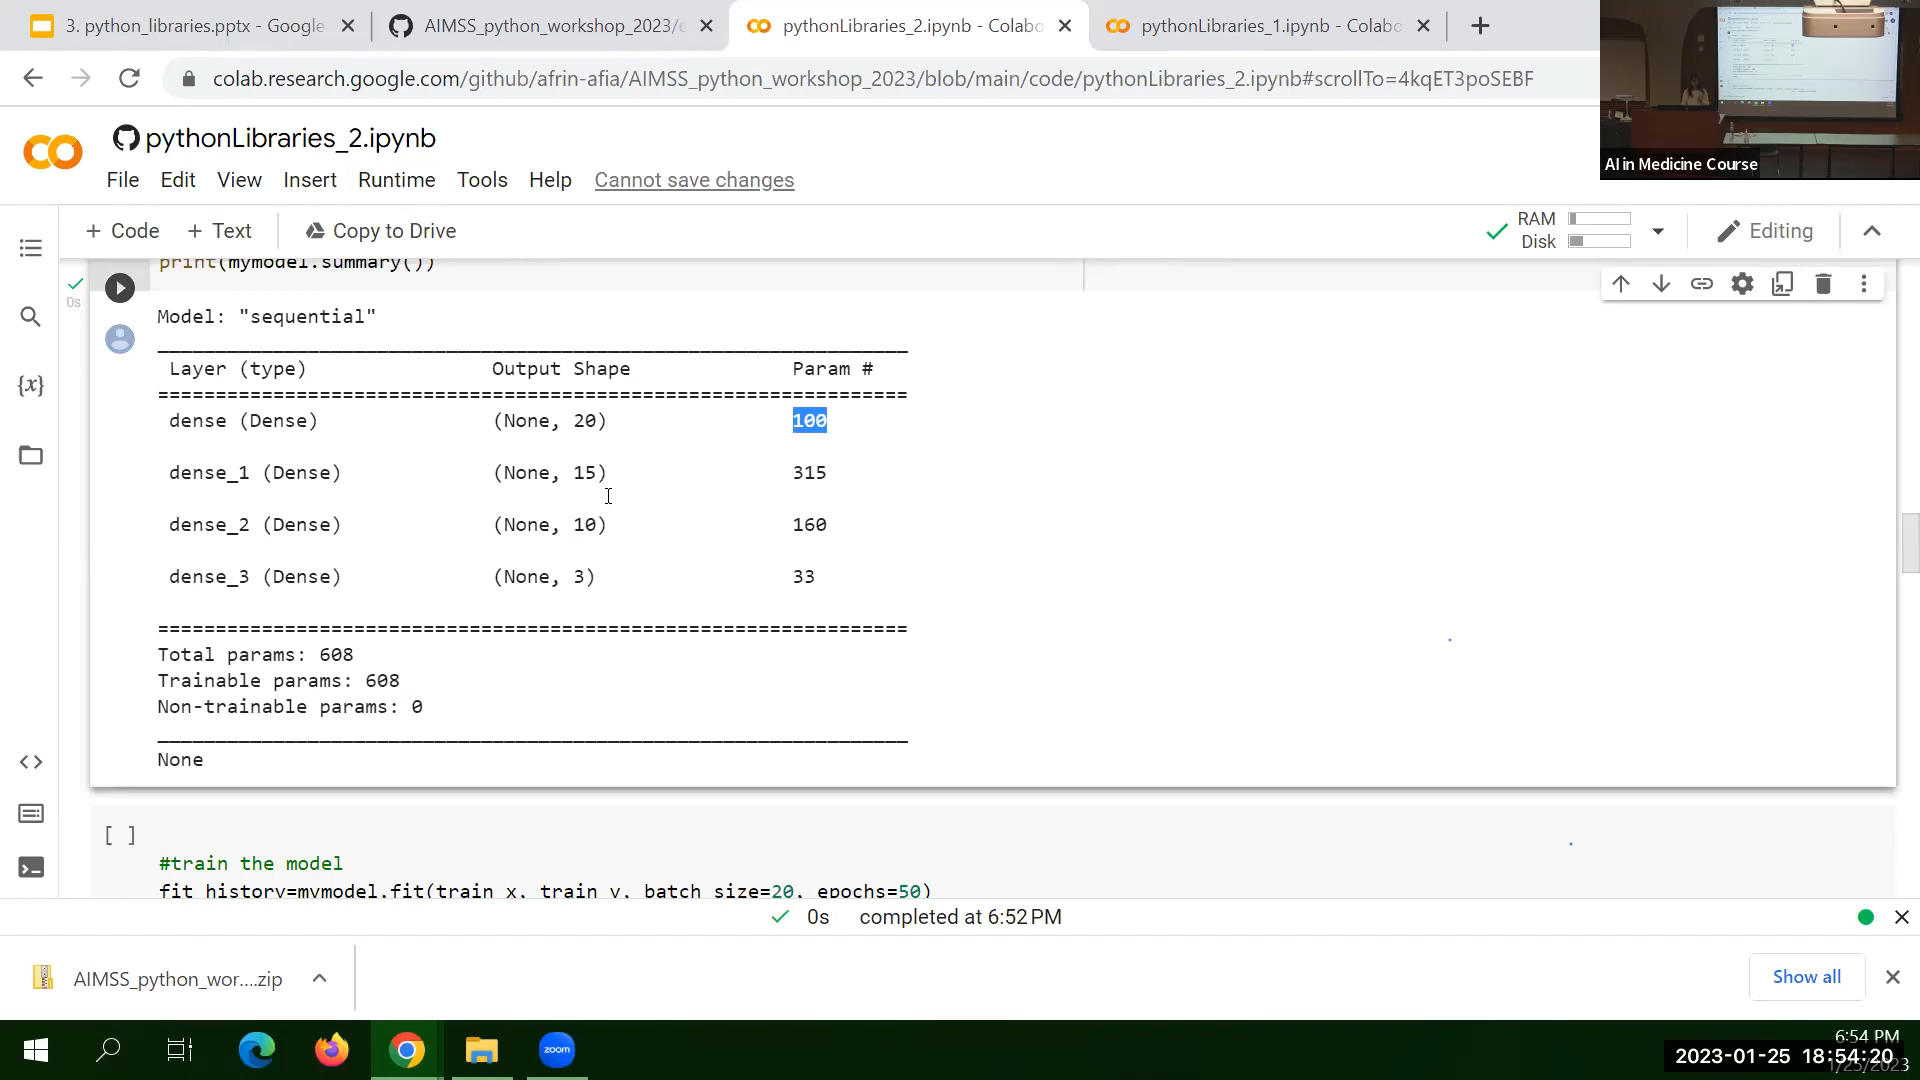 3. python_libraries.pptx - Google
AIMSS_python_workshop_2023/e
pythonLibraries_2.ipynb - Colabo
pythonLibraries_1.ipynb - Colabo
colab.research.google.com/github/afrin-afia/AIMSS_python_workshop_2023/blob/main/code/pythonLibraries_2.ipynb#scrollTo=4kqET3poSEBF
AI in Medicine Course
pythonLibraries_2.ipynb
File Edit View Insert Runtime Tools Help Cannot save changes
+ Code + Text Copy to Drive
RAM
Disk
Editing
print(mymodel.summary())
0s
Model: "sequential"
Layer (type) Output Shape Param #
=================================================================
dense (Dense) (None, 20) 100
dense_1 (Dense) (None, 15) 315
dense_2 (Dense) (None, 10) 160
dense_3 (Dense) (None, 3) 33
=================================================================
Total params: 608
Trainable params: 608
Non-trainable params: 0
None
{x}
[ ]
#train the model
fit_history=mymodel.fit(train_x, train_y, batch_size=20, epochs=50)
0s completed at 6:52 PM
AIMSS_python_wor....zip
Show all
zoom
6:54 PM
2023-01-25 18:54:20
1/25/2023